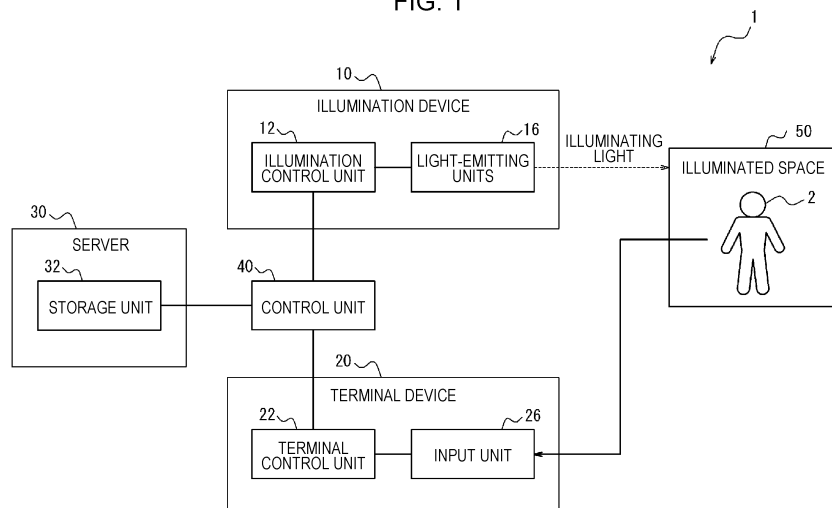 FIG. 1
1
10
ILLUMINATION DEVICE
12
16
ILLUMINATION
CONTROL UNIT
LIGHT-EMITTING
UNITS
ILLUMINATING
LIGHT
50
ILLUMINATED SPACE
2
30
SERVER
32
STORAGE UNIT
40
CONTROL UNIT
20
TERMINAL DEVICE
22
26
TERMINAL
CONTROL UNIT
INPUT UNIT